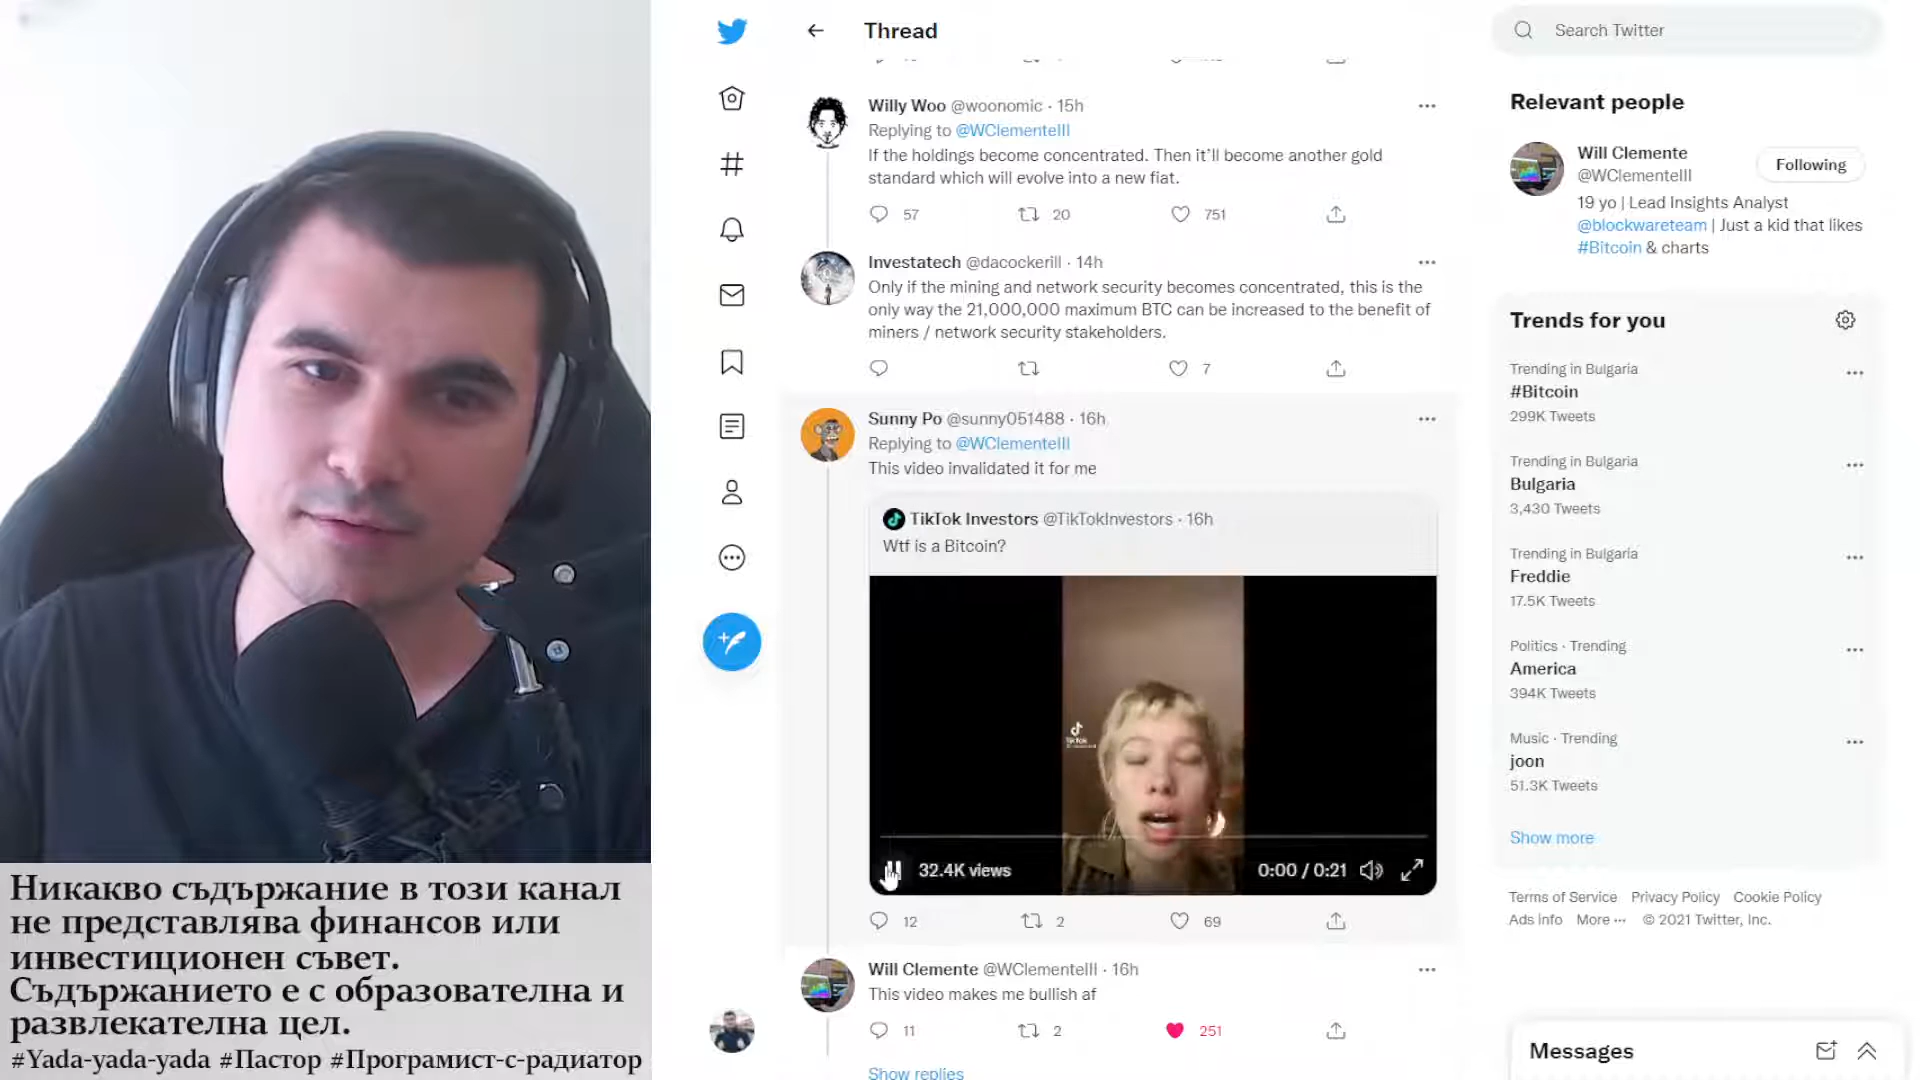 Thread
Search Twitter
Willy Woo @woonomic · 15h
Replying to @WClementeIII
If the holdings become concentrated. Then it'll become another gold
standard which will evolve into a new fiat.
57 20 751
Investatech @dacockerill · 14h
Only if the mining and network security becomes concentrated, this is the
only way the 21,000,000 maximum BTC can be increased to the benefit of
miners / network security stakeholders.
7
Sunny Po @sunny051488 · 16h
Replying to @WClementeIII
This video invalidated it for me
TikTok Investors @TikTokInvestors · 16h
Wtf is a Bitcoin?
TikTok
32.4K views
0:00 / 0:21
12 2 69
Will Clemente @WClementeIII · 16h
This video makes me bullish af
11 2 251
Show replies
Relevant people
Will Clemente
@WClementeIII
Following
19 yo | Lead Insights Analyst
@blockwareteam | Just a kid that likes
#Bitcoin & charts
Trends for you
Trending in Bulgaria
#Bitcoin
299K Tweets
Trending in Bulgaria
Bulgaria
3,430 Tweets
Trending in Bulgaria
Freddie
17.5K Tweets
Politics · Trending
America
394K Tweets
Music · Trending
joon
51.3K Tweets
Show more
Terms of Service Privacy Policy Cookie Policy
Ads info More ··· © 2021 Twitter, Inc.
Messages
Никакво съдържание в този канал
не представлява финансов или
инвестиционен съвет.
Съдържанието е с образователна и
развлекателна цел.
#Yada-yada-yada #Пастор #Програмист-с-радиатор